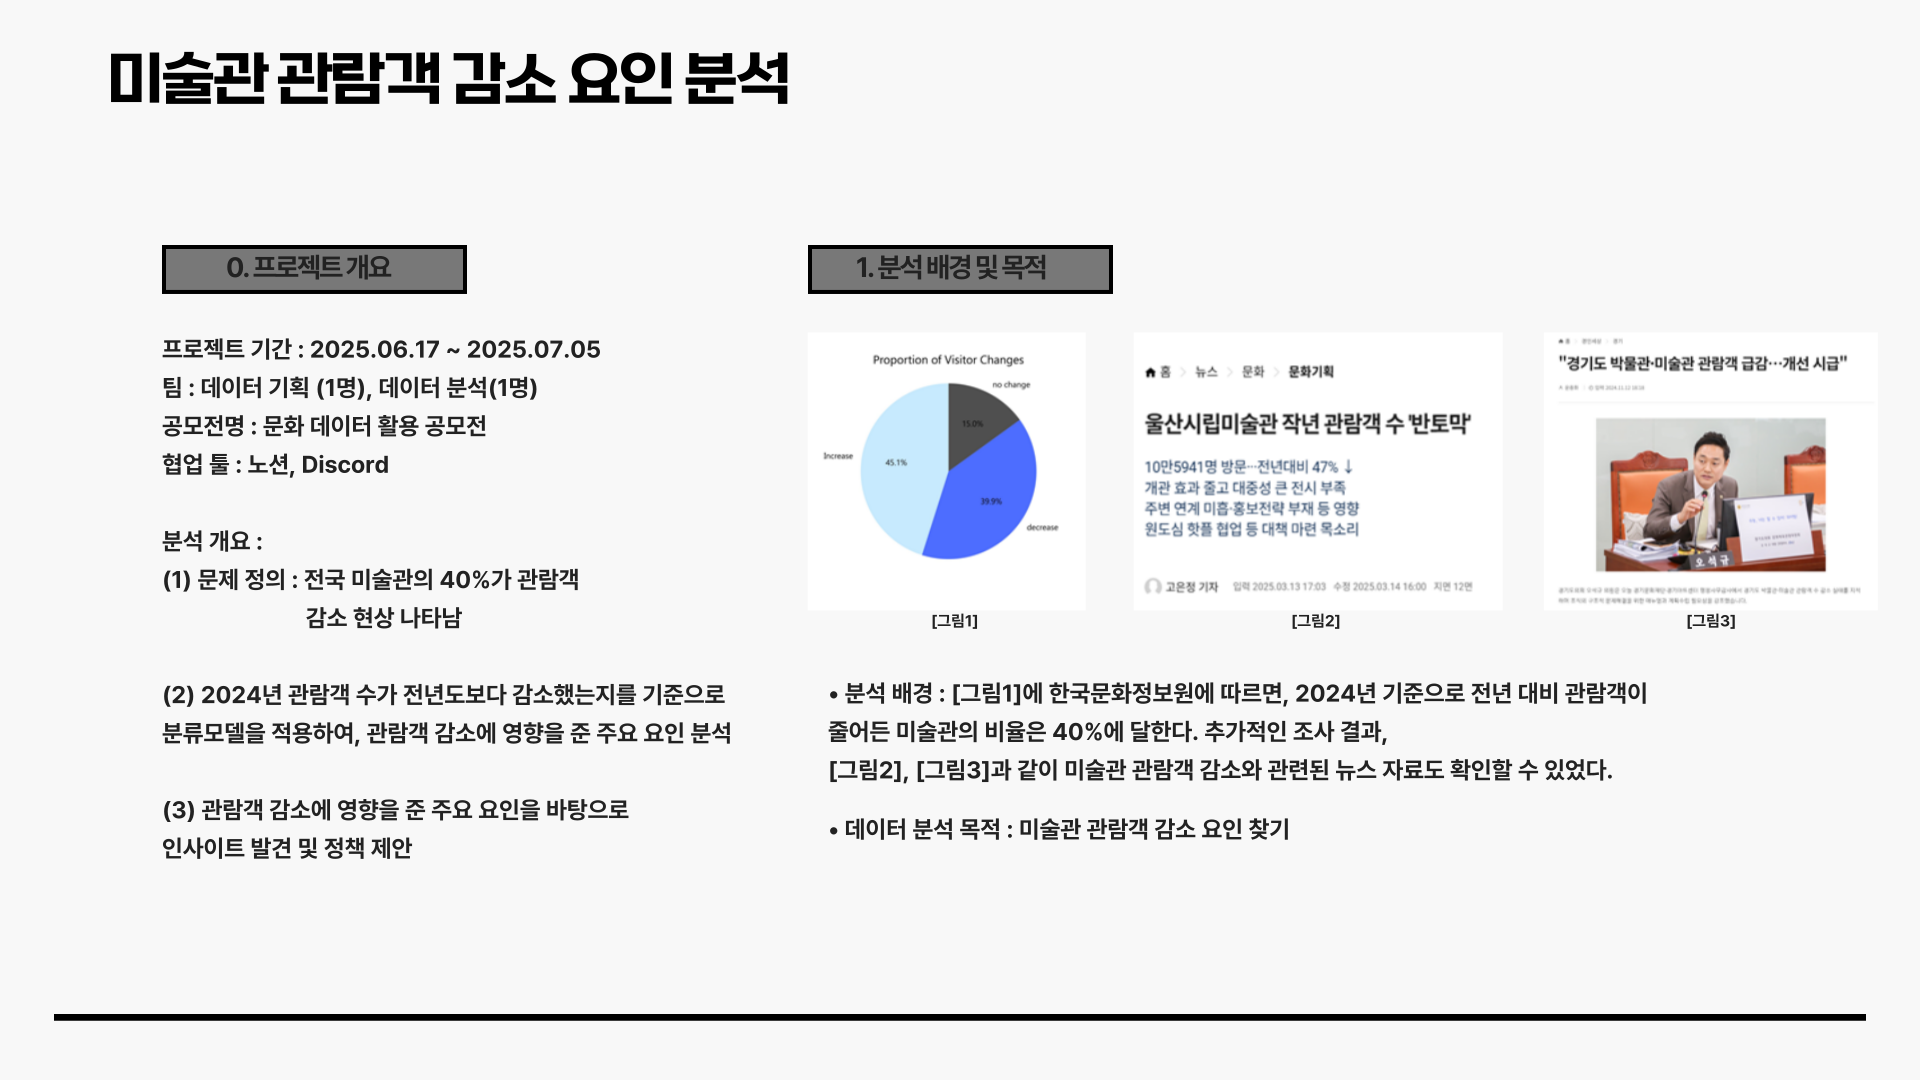 미술관 관람객 감소 요인 분석
0. 프로젝트 개요
프로젝트 기간 : 2025.06.17 ~ 2025.07.05
팀 : 데이터 기획 (1명), 데이터 분석(1명)
공모전명 : 문화 데이터 활용 공모전
협업 툴 : 노션, Discord
분석 개요 :
(1) 문제 정의 : 전국 미술관의 40%가 관람객
감소 현상 나타남
(2) 2024년 관람객 수가 전년도보다 감소했는지를 기준으로
분류모델을 적용하여, 관람객 감소에 영향을 준 주요 요인 분석
(3) 관람객 감소에 영향을 준 주요 요인을 바탕으로
인사이트 발견 및 정책 제안
1. 분석 배경 및 목적
Proportion of Visitor Changes
no change
15.0%
Increase
45.1%
39.9%
decrease
[그림1]
홈 > 뉴스 > 문화 > 문화기획
울산시립미술관 작년 관람객 수 '반토막'
10만5941명 방문…전년대비 47% ↓
개관 효과 줄고 대중성 큰 전시 부족
주변 연계 미흡·홍보전략 부재 등 영향
원도심 핫플 협업 등 대책 마련 목소리
고은정 기자 입력 2025.03.13 17:03 수정 2025.03.14 16:00 지면 12면
[그림2]
"경기도 박물관·미술관 관람객 급감…개선 시급"
오석규
[그림3]
• 분석 배경 : [그림1]에 한국문화정보원에 따르면, 2024년 기준으로 전년 대비 관람객이
줄어든 미술관의 비율은 40%에 달한다. 추가적인 조사 결과,
[그림2], [그림3]과 같이 미술관 관람객 감소와 관련된 뉴스 자료도 확인할 수 있었다.
• 데이터 분석 목적 : 미술관 관람객 감소 요인 찾기